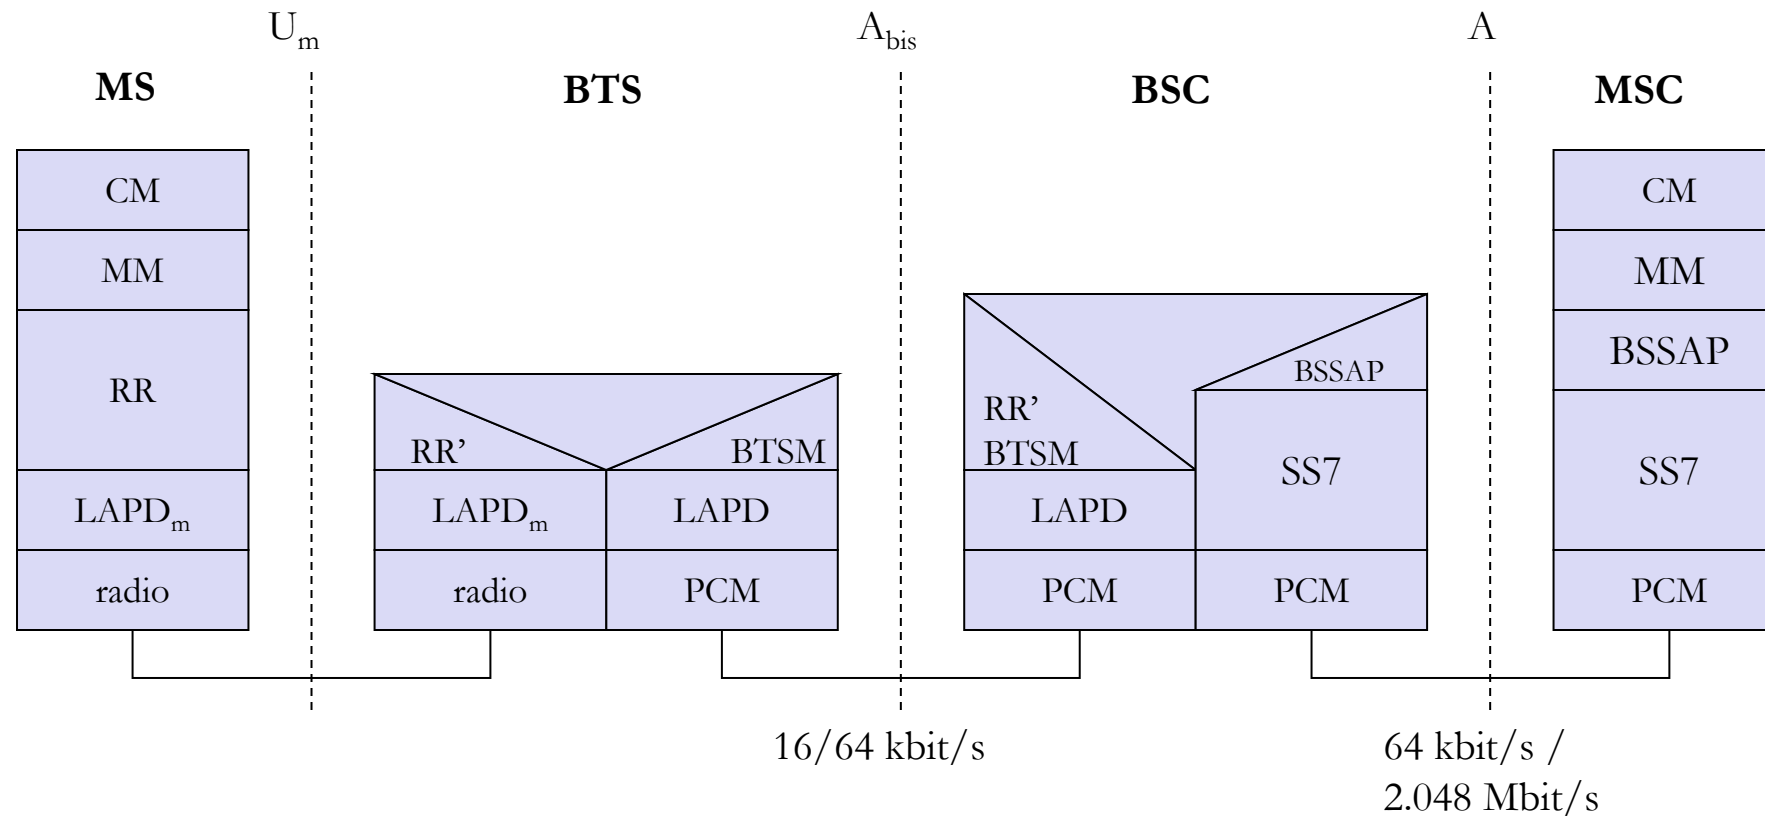 Um Abis A
MS BTS BSC MSC
CM CM
MM MM
RR BSSAP
RR’ BTSM
RR’
BTSM
BSSAP
SS7 SS7
LAPDm LAPDm LAPD LAPD
radio radio PCM PCM PCM PCM
16/64 kbit/s
64 kbit/s /
2.048 Mbit/s